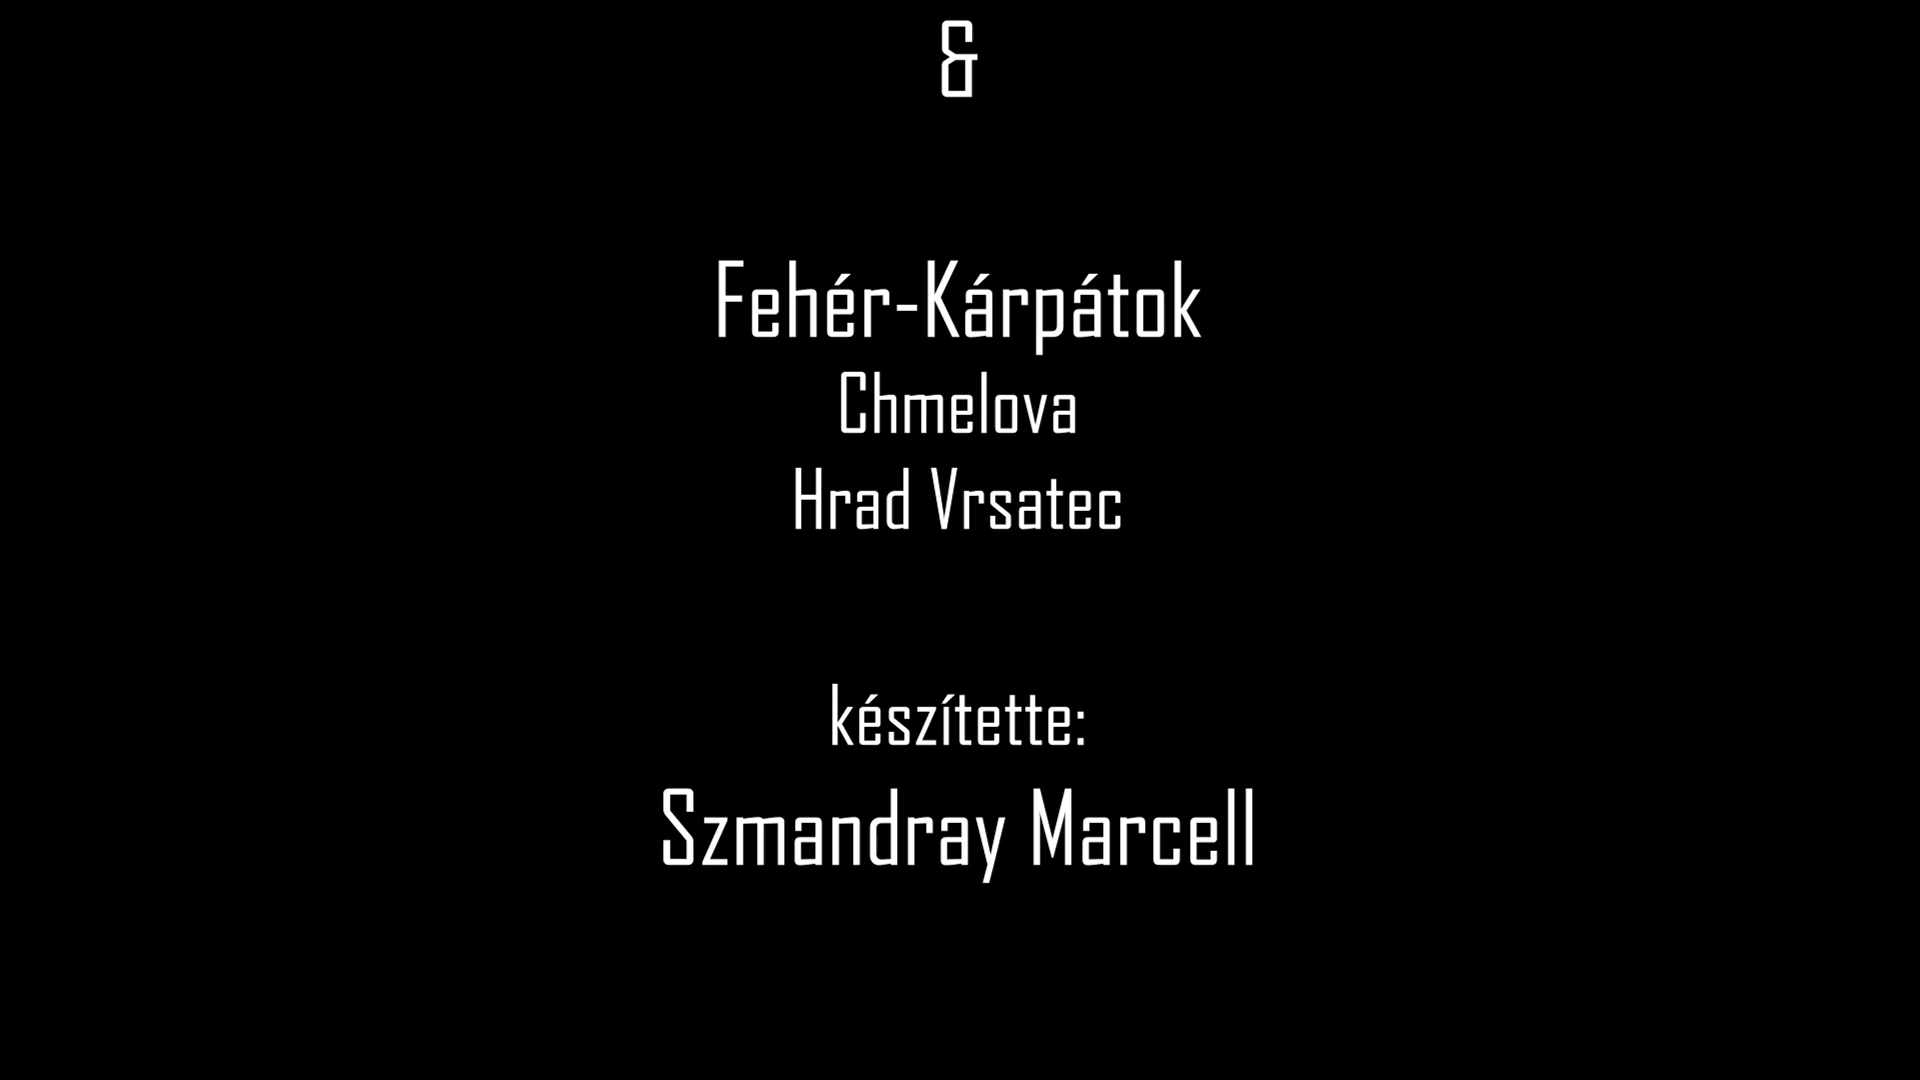 &
Fehér-Kárpátok
Chmelova
Hrad Vrsatec
készítette:
Szmandray Marcell